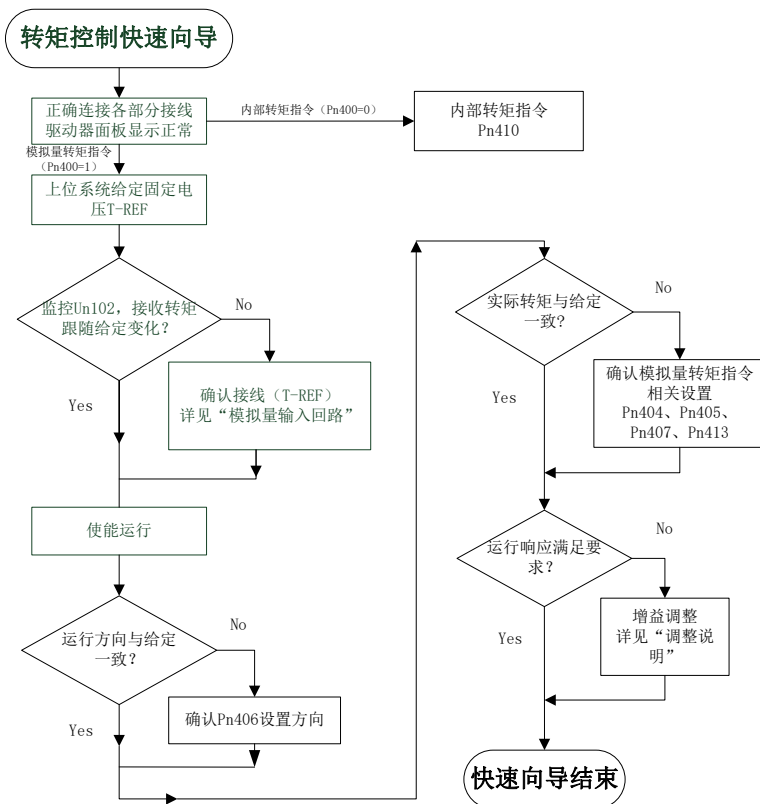 转矩控制快速向导
正确连接各部分接线
驱动器面板显示正常
内部转矩指令（Pn400=0）
内部转矩指令
Pn410
模拟量转矩指令
（Pn400=1）
上位系统给定固定电
压T-REF
监控Un102，接收转矩
跟随给定变化？
No
Yes
确认接线（T-REF）
详见“模拟量输入回路”
使能运行
运行方向与给定
一致？
No
Yes
确认Pn406设置方向
实际转矩与给定
一致？
No
Yes
确认模拟量转矩指令
相关设置
Pn404、Pn405、
Pn407、Pn413
运行响应满足要
求？
No
Yes
增益调整
详见“调整说
明”
快速向导结束